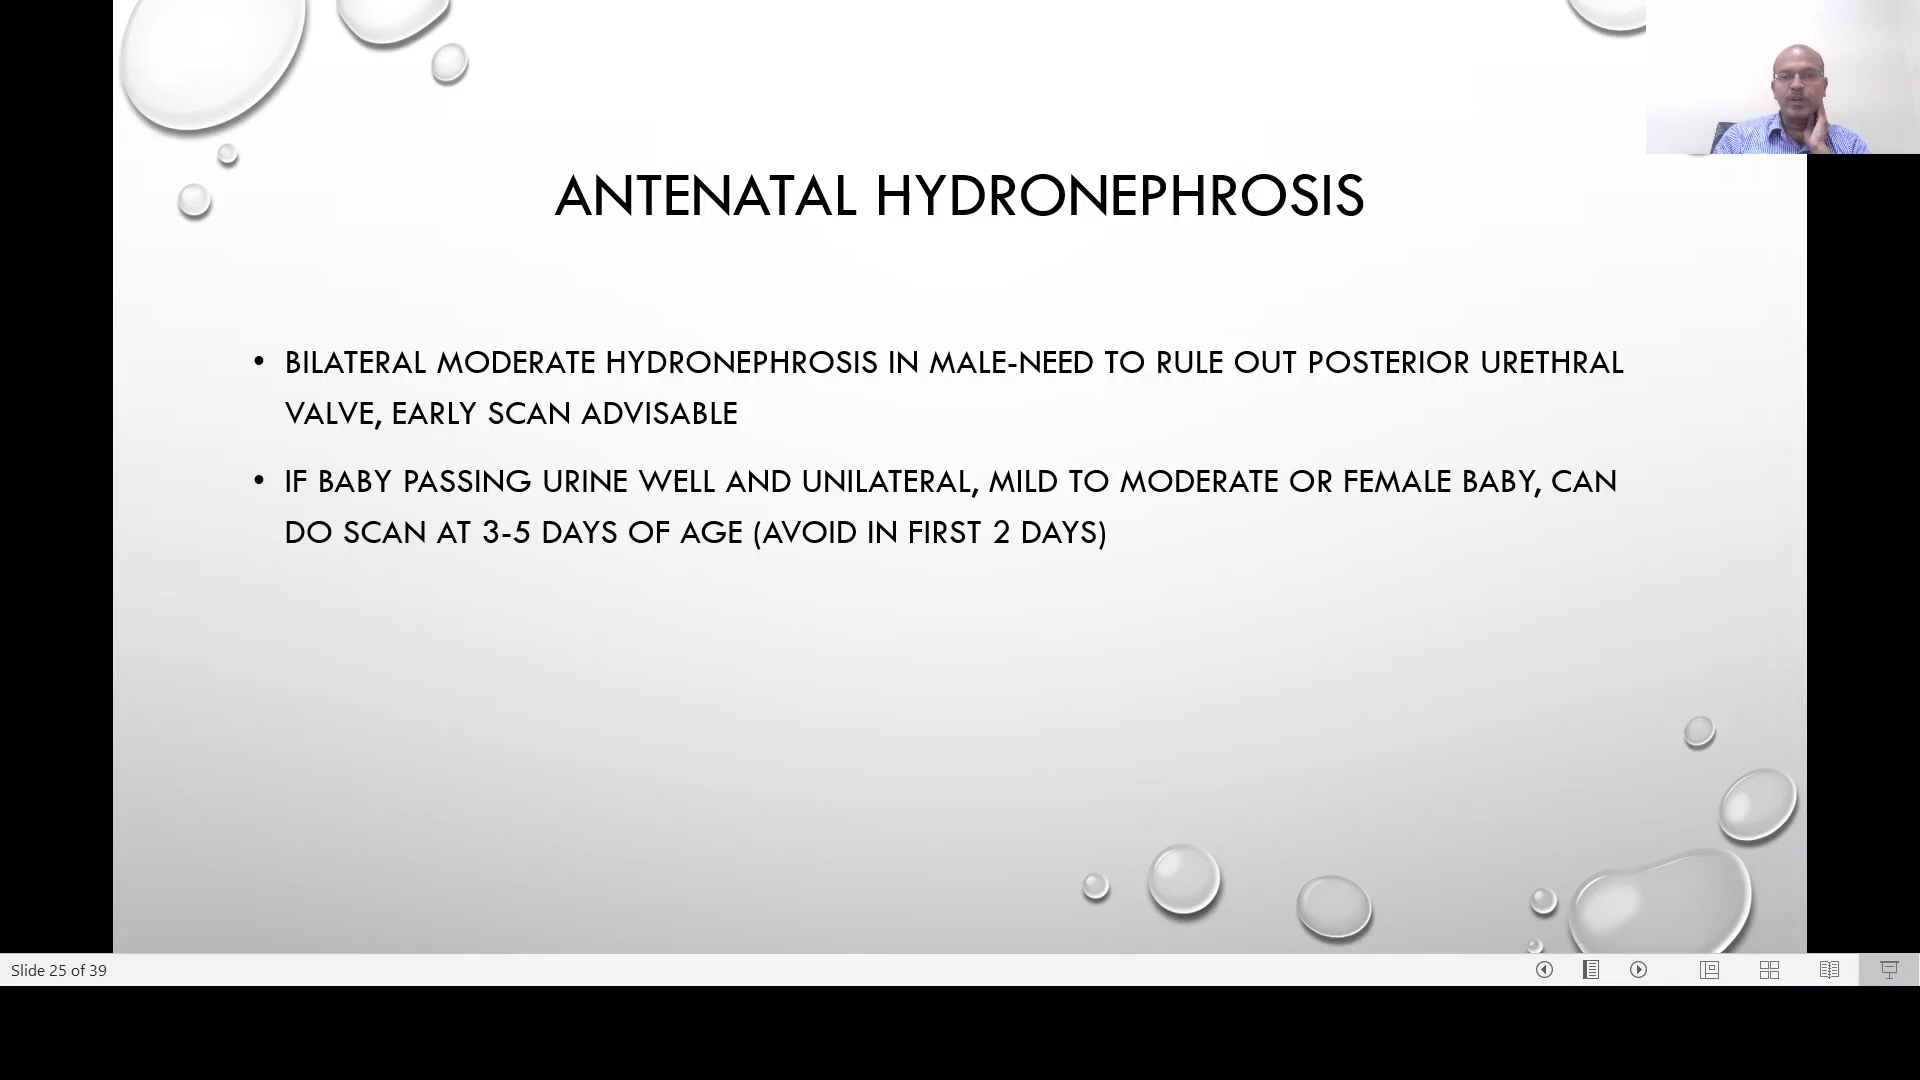 ANTENATAL HYDRONEPHROSIS
• BILATERAL MODERATE HYDRONEPHROSIS IN MALE-NEED TO RULE OUT POSTERIOR URETHRAL
VALVE, EARLY SCAN ADVISABLE
• IF BABY PASSING URINE WELL AND UNILATERAL, MILD TO MODERATE OR FEMALE BABY, CAN
DO SCAN AT 3-5 DAYS OF AGE (AVOID IN FIRST 2 DAYS)
Slide 25 of 39